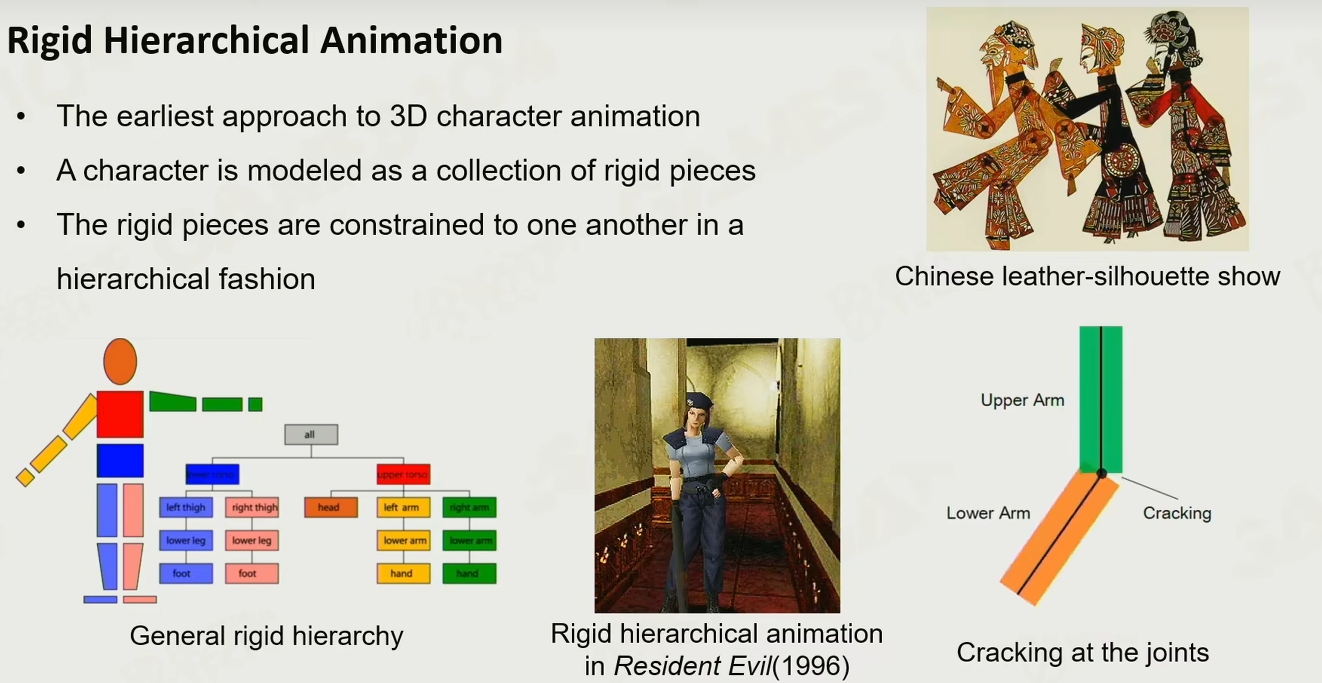 Rigid Hierarchical Animation
• The earliest approach to 3D character animation
• A character is modeled as a collection of rigid pieces
• The rigid pieces are constrained to one another in a
hierarchical fashion
Chinese leather-silhouette show
all
lower torso
upper torso
left thigh
right thigh
head
left arm
right arm
lower leg
lower leg
lower arm
lower arm
foot
foot
hand
hand
General rigid hierarchy
Rigid hierarchical animation
in Resident Evil(1996)
Upper Arm
Lower Arm
Cracking
Cracking at the joints